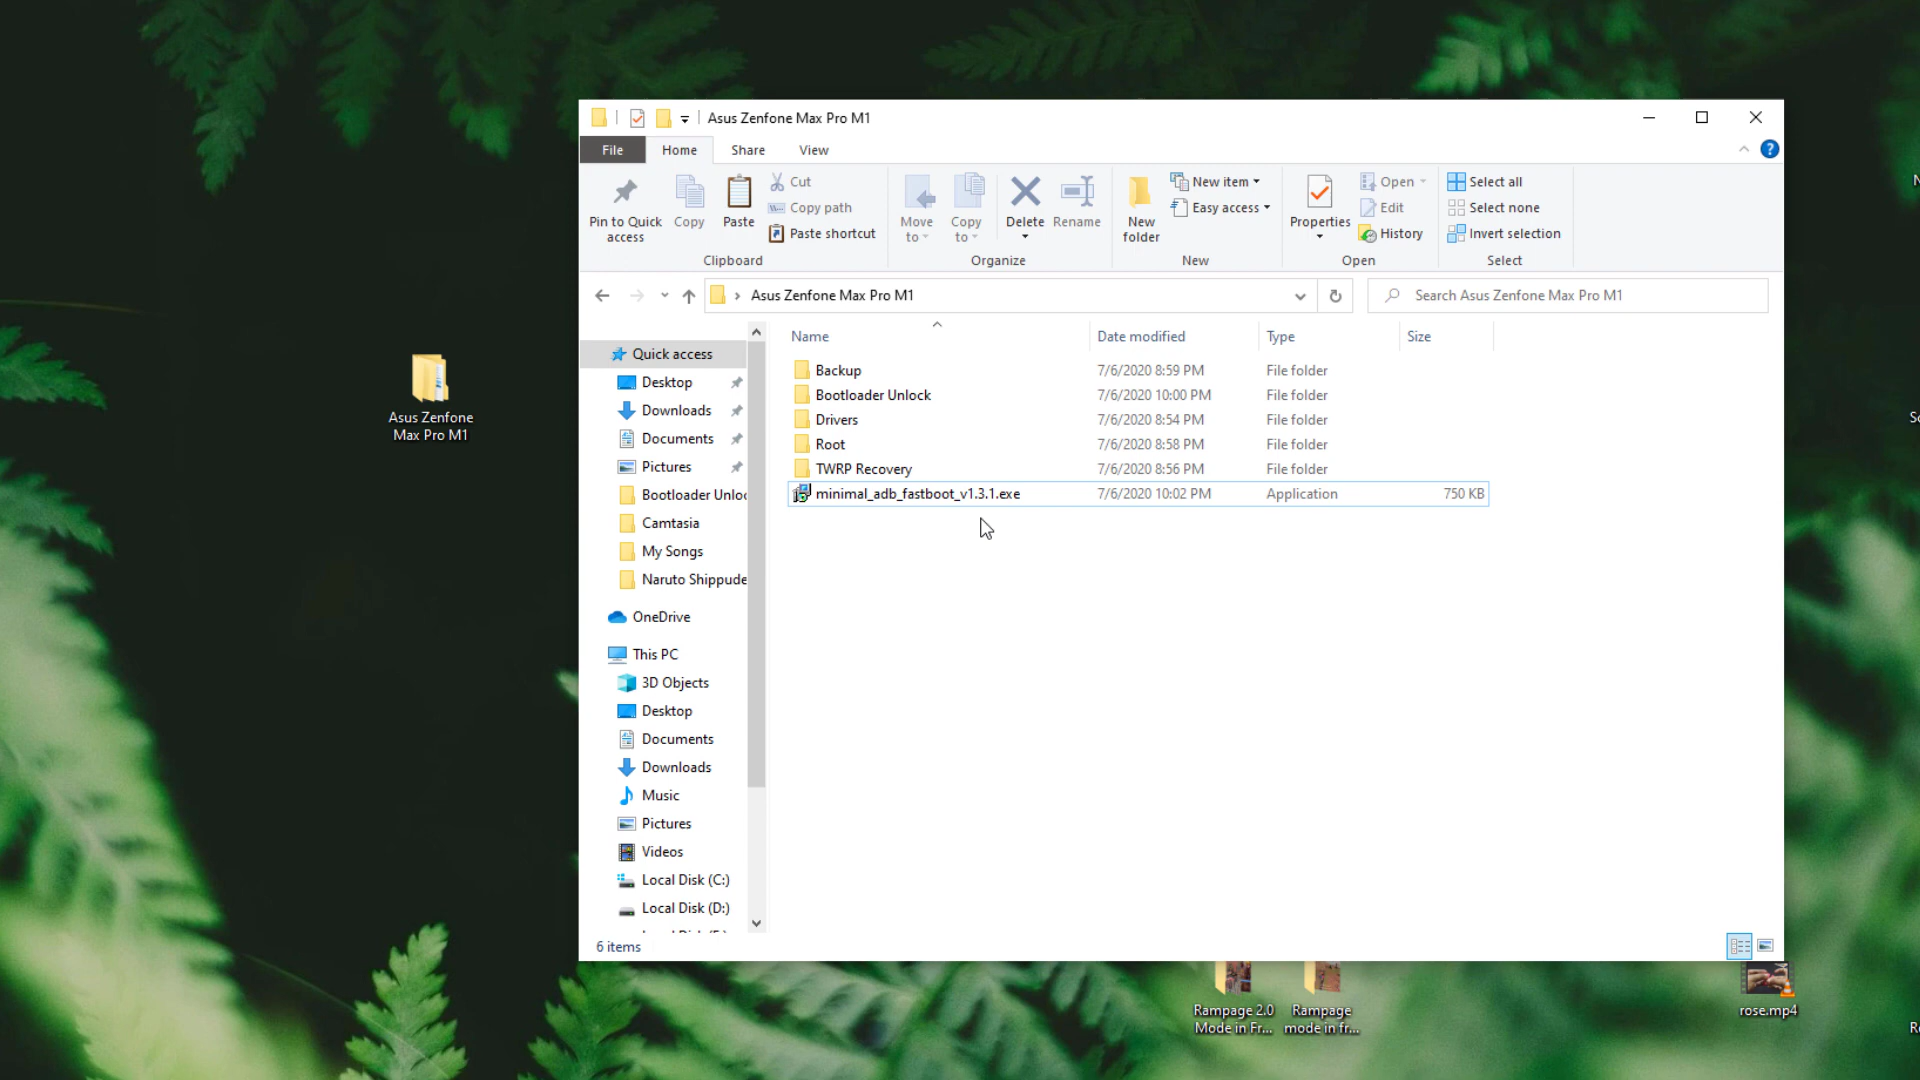 Asus Zenfone Max Pro M1
File Home Share View
Pin to Quick access
Copy
Paste
Cut
Copy path
Paste shortcut
Clipboard
Move to
Copy to
Delete
Rename
Organize
New folder
New item
Easy access
New
Properties
Open
Edit
History
Open
Select all
Select none
Invert selection
Select
Asus Zenfone Max Pro M1
Search Asus Zenfone Max Pro M1
Quick access
Desktop
Downloads
Documents
Pictures
Bootloader Unloc
Camtasia
My Songs
Naruto Shippude
OneDrive
This PC
3D Objects
Desktop
Documents
Downloads
Music
Pictures
Videos
Local Disk (C:)
Local Disk (D:)
Name Date modified Type Size
Backup 7/6/2020 8:59 PM File folder
Bootloader Unlock 7/6/2020 10:00 PM File folder
Drivers 7/6/2020 8:54 PM File folder
Root 7/6/2020 8:58 PM File folder
TWRP Recovery 7/6/2020 8:56 PM File folder
minimal_adb_fastboot_v1.3.1.exe 7/6/2020 10:02 PM Application 750 KB
6 items
Asus Zenfone
Max Pro M1
Rampage 2.0
Mode in Fr...
Rampage
mode in fr...
rose.mp4